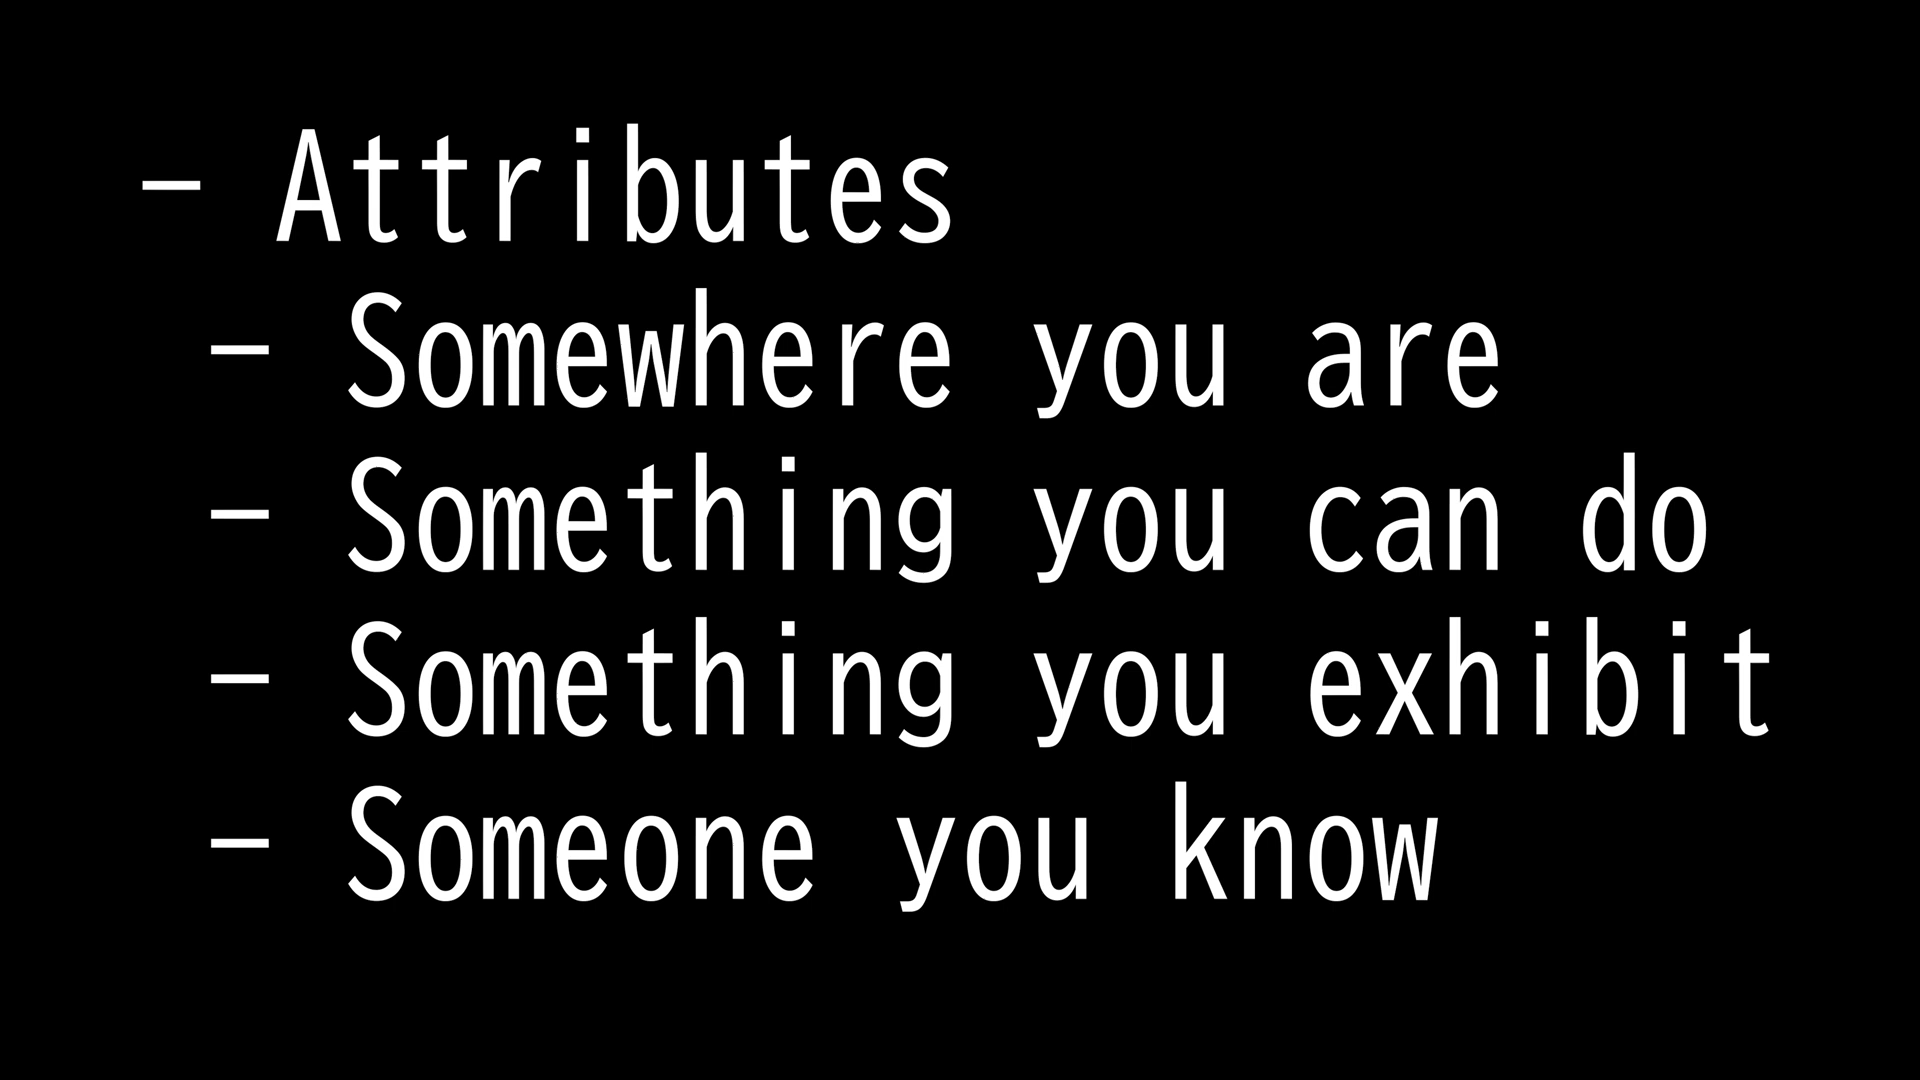 - Attributes
- Somewhere you are
- Something you can do
- Something you exhibit
- Someone you know